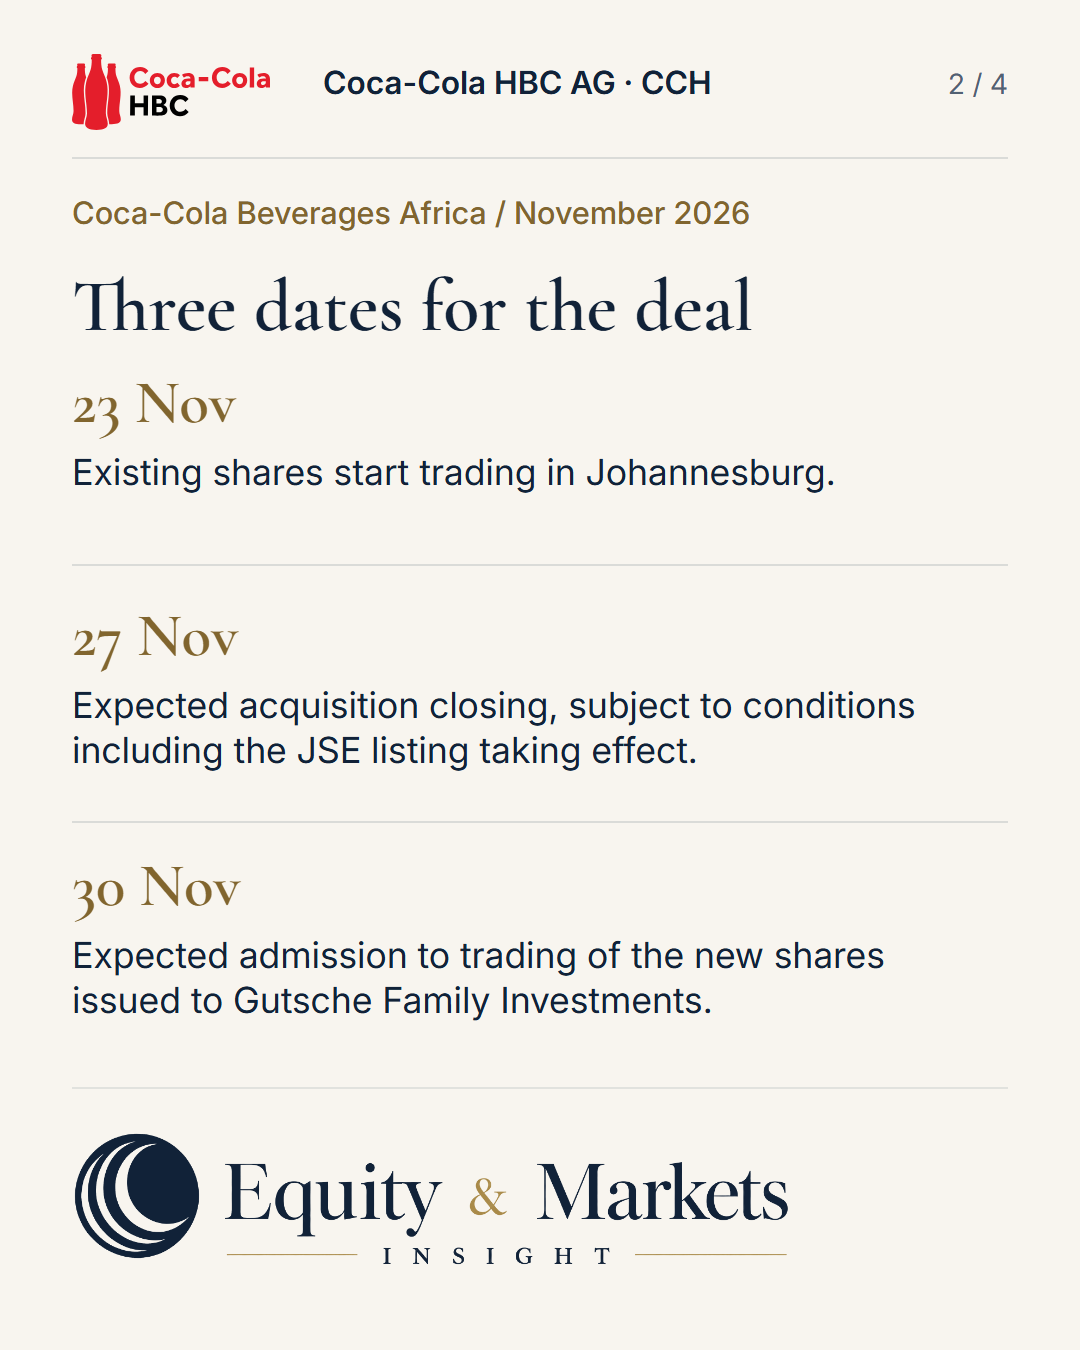 Coca-Cola
HBC
Coca-Cola HBC AG · CCH
2 / 4
Coca-Cola Beverages Africa / November 2026
Three dates for the deal
23 Nov
Existing shares start trading in Johannesburg.
27 Nov
Expected acquisition closing, subject to conditions
including the JSE listing taking effect.
30 Nov
Expected admission to trading of the new shares
issued to Gutsche Family Investments.
Equity & Markets
INSIGHT